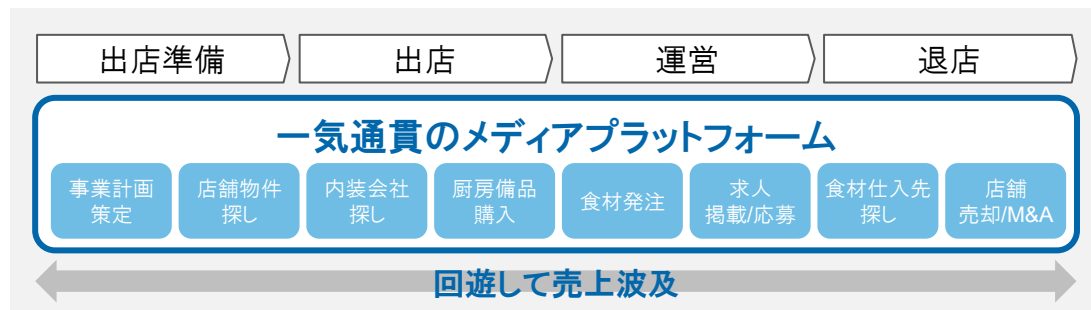 出店準備
出店
運営
退店
一気通貫のメディアプラットフォーム
事業計画
策定
店舗物件
探し
内装会社
探し
厨房備品
購入
食材発注
求人
掲載/応募
食材仕入先
探し
店舗
売却/M&A
回遊して売上波及